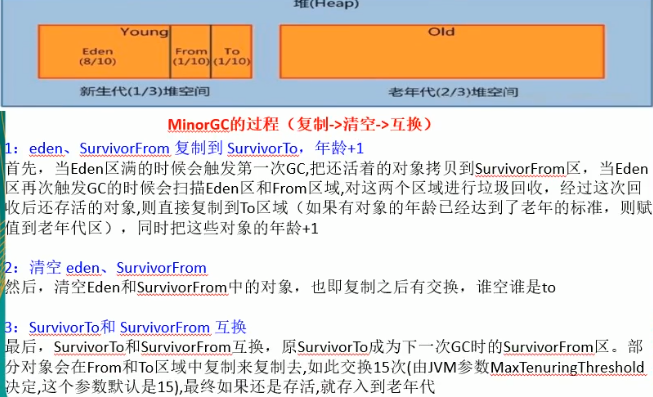 堆(Heap)
Young
Old
Eden
(8/10)
From
(1/10)
To
(1/10)
新生代(1/3)堆空间
老年代(2/3)堆空间
MinorGC的过程（复制->清空->互换）
1：eden、SurvivorFrom 复制到 SurvivorTo，年龄+1
首先，当Eden区满的时候会触发第一次GC,把还活着的对象拷贝到SurvivorFrom区，当Eden
区再次触发GC的时候会扫描Eden区和From区域,对这两个区域进行垃圾回收，经过这次回
收后还存活的对象,则直接复制到To区域（如果有对象的年龄已经达到了老年的标准，则赋
值到老年代区），同时把这些对象的年龄+1
2：清空 eden、SurvivorFrom
然后，清空Eden和SurvivorFrom中的对象，也即复制之后有交换，谁空谁是to
3：SurvivorTo和 SurvivorFrom 互换
最后，SurvivorTo和SurvivorFrom互换，原SurvivorTo成为下一次GC时的SurvivorFrom区。部
分对象会在From和To区域中复制来复制去,如此交换15次(由JVM参数MaxTenuringThreshold
决定,这个参数默认是15),最终如果还是存活,就存入到老年代